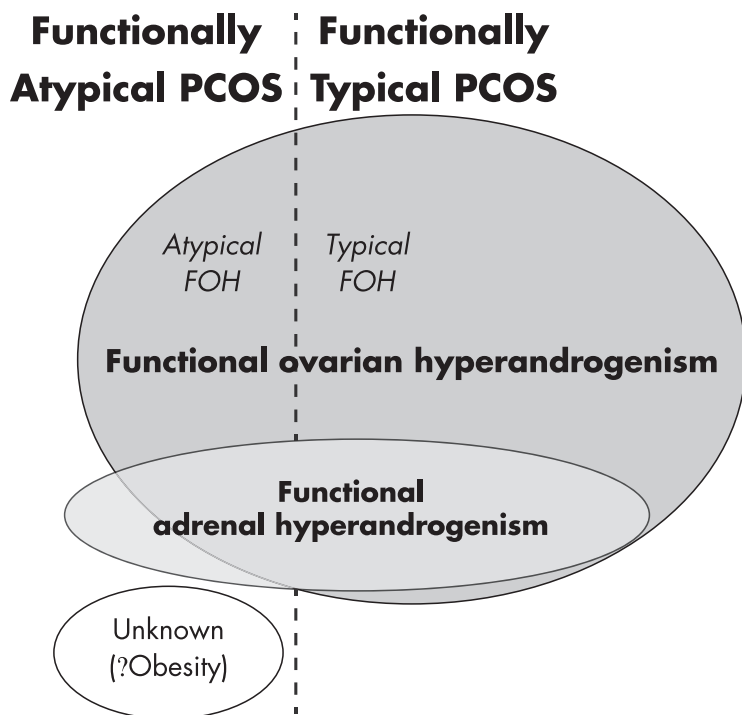 Functionally
Atypical PCOS
Functionally
Typical PCOS
Atypical
FOH
Typical
FOH
Functional ovarian hyperandrogenism
Functional
adrenal hyperandrogenism
Unknown
(?Obesity)